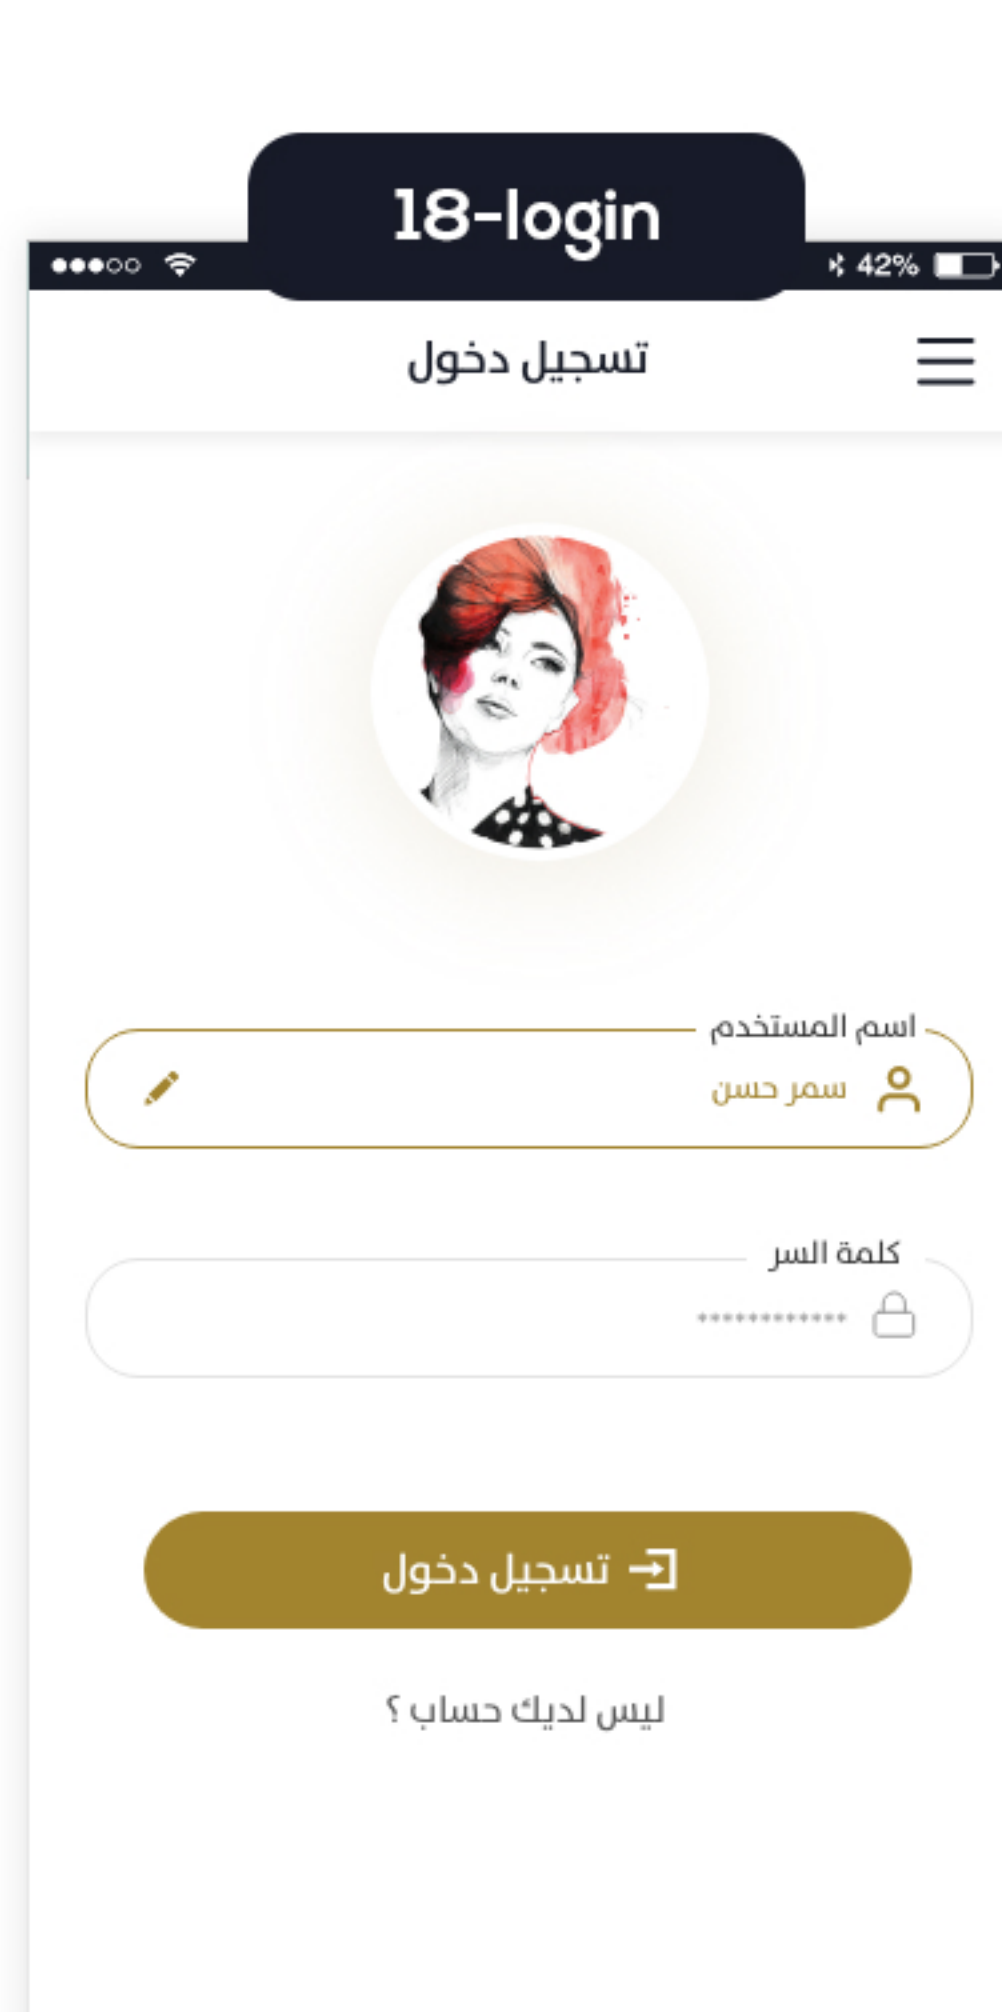 18-login
42%
تسجيل دخول
اسم المستخدم
سمر حسن
كلمة السر
************
تسجيل دخول
ليس لديك حساب ؟